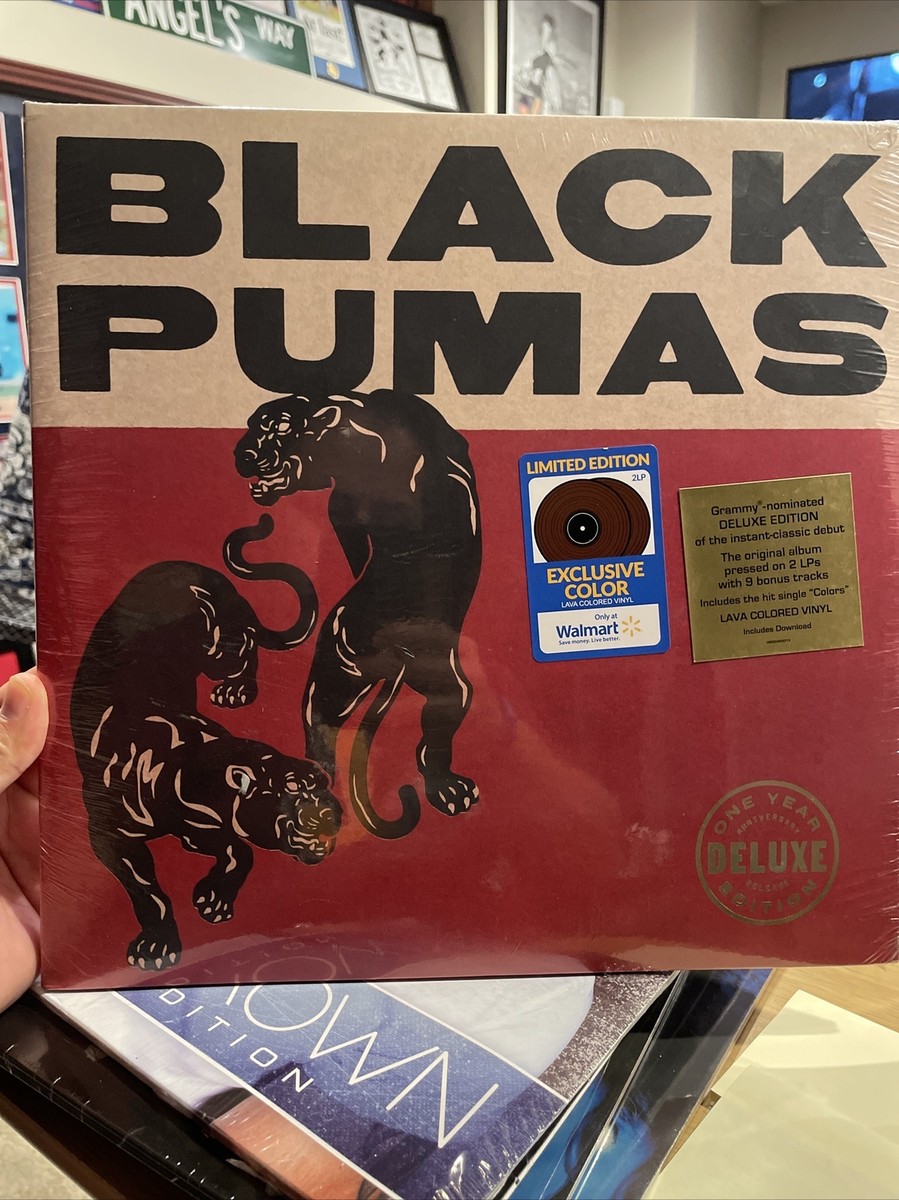 ANGEL'S WAY
BLACK
PUMAS
LIMITED EDITION
2LP
EXCLUSIVE
COLOR
LAVA COLORED VINYL
Only at
Walmart
Save money. Live better.
Grammy®-nominated
DELUXE EDITION
of the instant-classic debut
The original album
pressed on 2 LPs
with 9 bonus tracks
Includes the hit single "Colors"
LAVA COLORED VINYL
Includes Download
ONE YEAR
ANNIVERSARY
DELUXE
RELEASE
EDITION
OWN
DITION